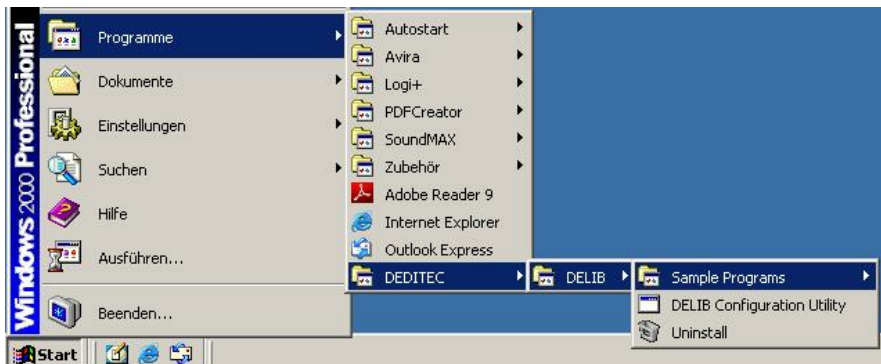 Windows 2000 Professional
Programme
Dokumente
Einstellungen
Suchen
Hilfe
Ausführen...
Beenden...
Start
Autostart
Avira
Logi+
PDFCreator
SoundMAX
Zubehör
Adobe Reader 9
Internet Explorer
Outlook Express
DEDITEC
DELIB
Sample Programs
DELIB Configuration Utility
Uninstall